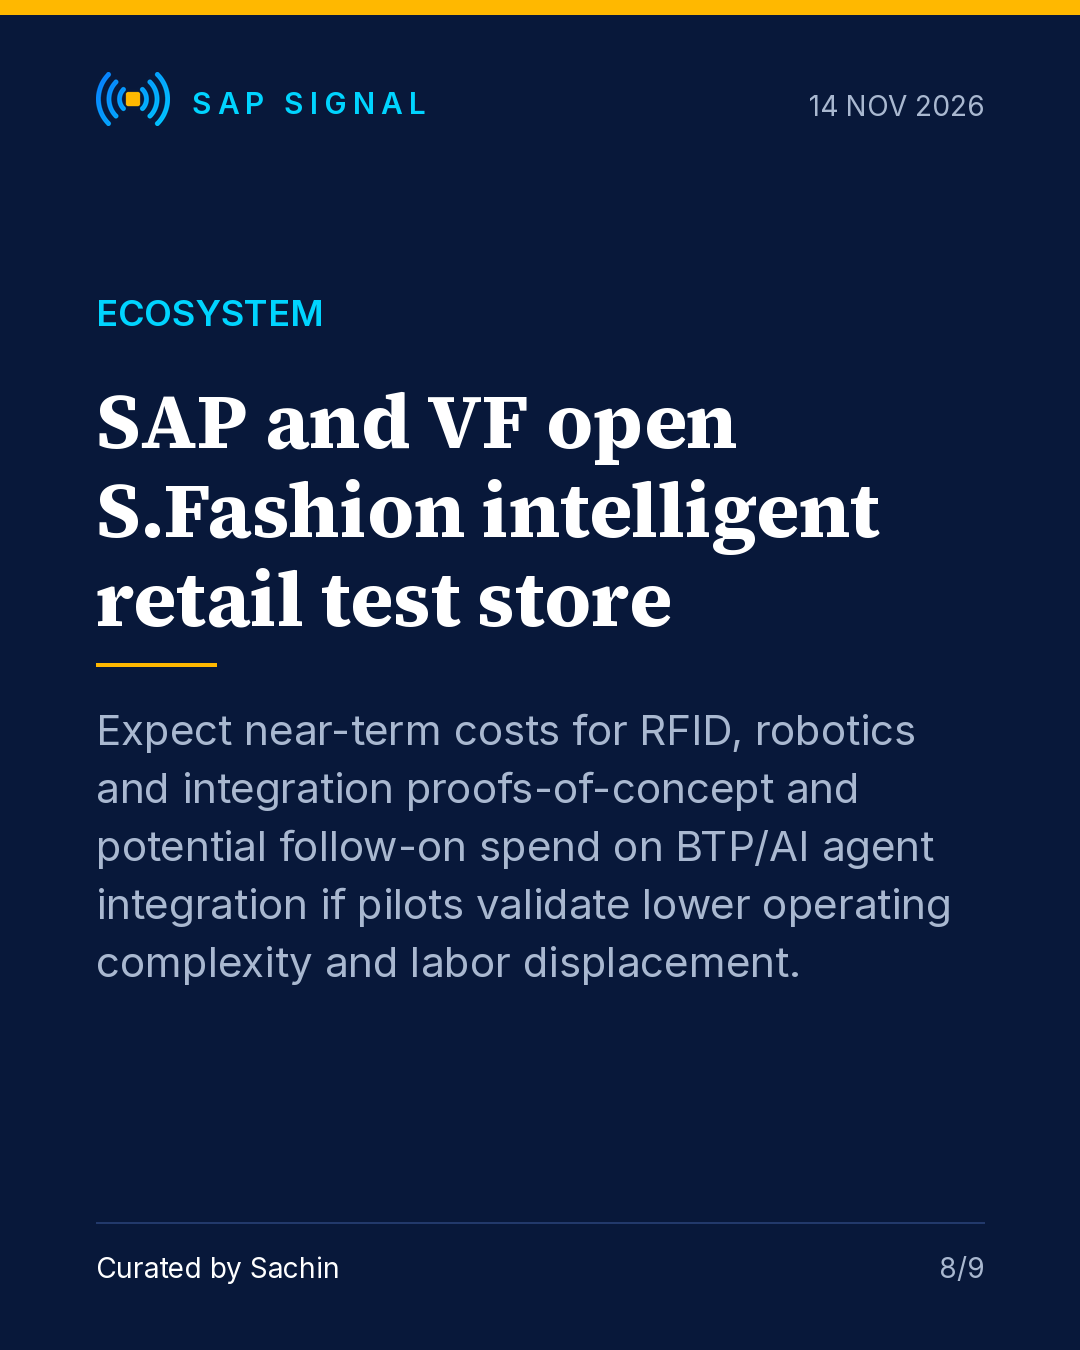 SAP SIGNAL
14 NOV 2026
ECOSYSTEM
SAP and VF open
S.Fashion intelligent
retail test store
Expect near-term costs for RFID, robotics
and integration proofs-of-concept and
potential follow-on spend on BTP/AI agent
integration if pilots validate lower operating
complexity and labor displacement.
Curated by Sachin
8/9